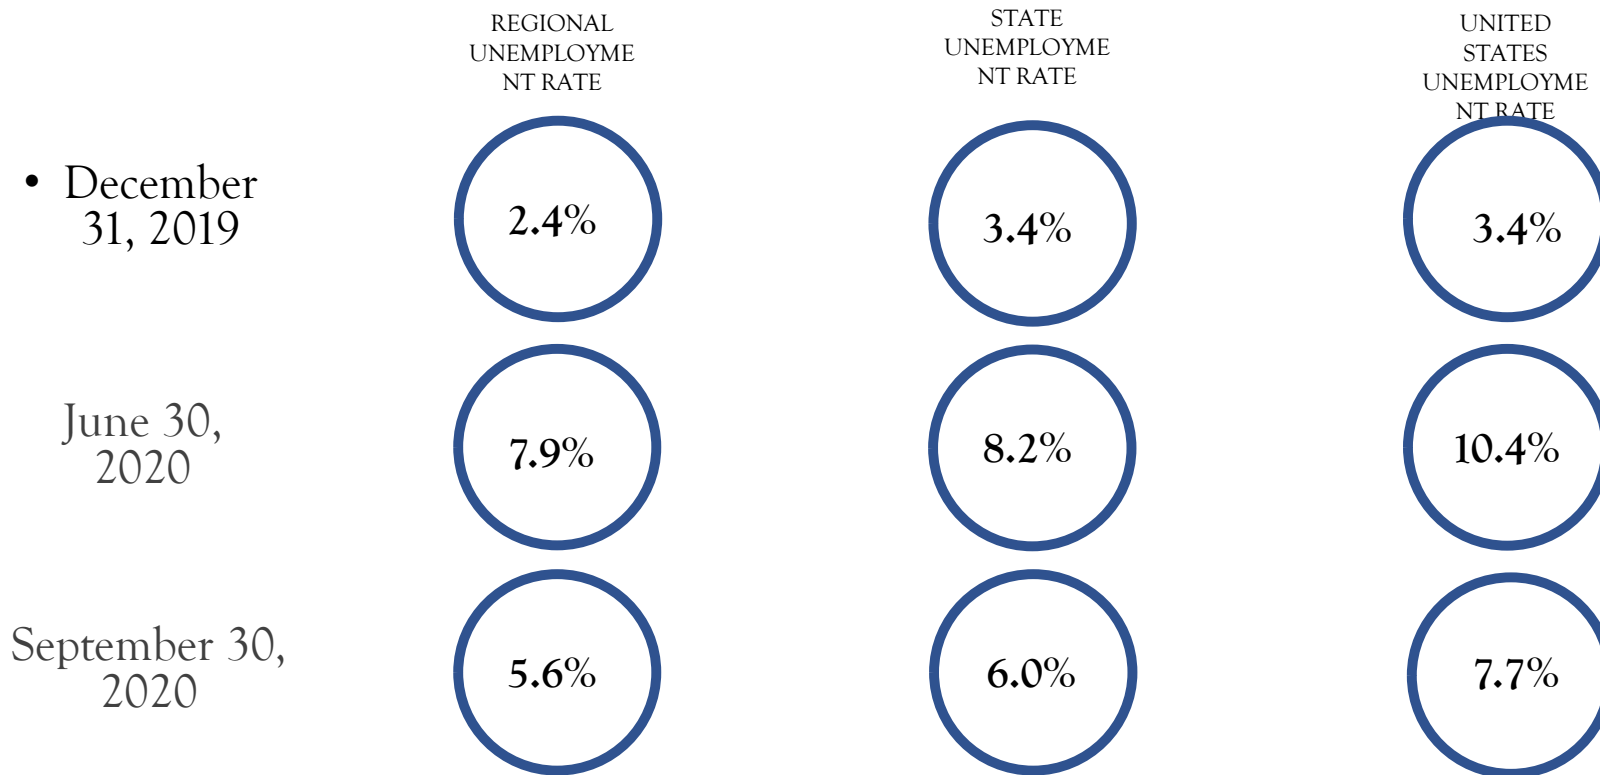 REGIONAL
UNEMPLOYME
NT RATE
STATE
UNEMPLOYME
NT RATE
UNITED
STATES
UNEMPLOYME
NT RATE
• December
31, 2019
2.4%
3.4%
3.4%
June 30,
2020
7.9%
8.2%
10.4%
September 30,
2020
5.6%
6.0%
7.7%